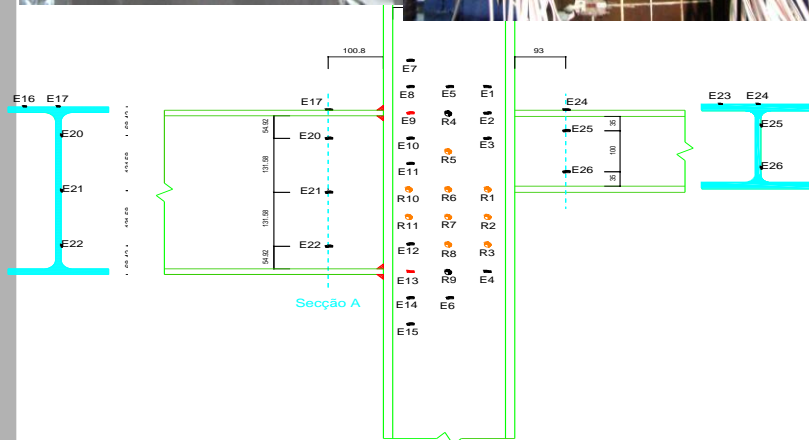 100.8
93
E7
E16 E17
E17
E8 E5 E1
E24
E23 E24
E9 R4 E2
E20
E20
E10
R5
E3
E25
E25
E11
E26
E26
54.92
131.58
131.58
54.92
35
100
35
E21
E21
R10 R6 R1
R11 R7 R2
E22
E22
E12 R8 R3
E13 R9 E4
E14 E6
E15
Secção A